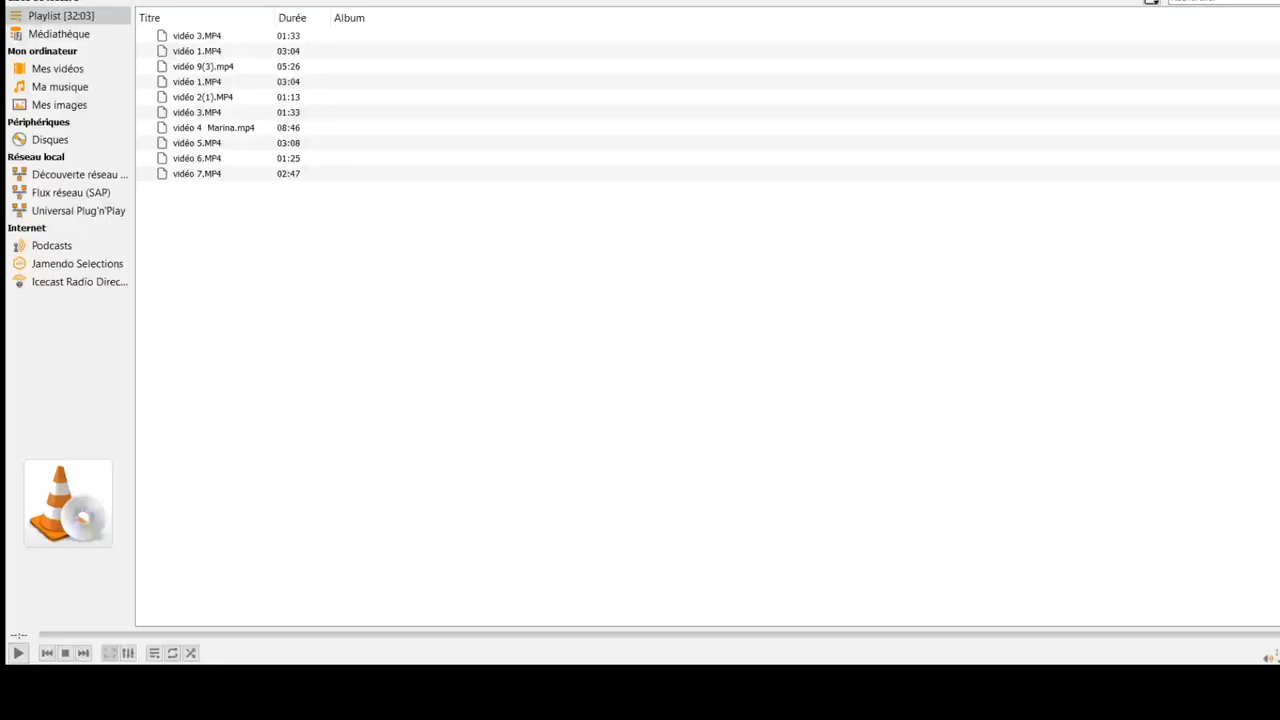 Playlist [32:03]
Médiathèque
Mon ordinateur
Mes vidéos
Ma musique
Mes images
Périphériques
Disques
Réseau local
Découverte réseau ...
Flux réseau (SAP)
Universal Plug'n'Play
Internet
Podcasts
Jamendo Selections
Icecast Radio Direc...
Titre Durée Album
vidéo 3.MP4 01:33
vidéo 1.MP4 03:04
vidéo 9(3).mp4 05:26
vidéo 1.MP4 03:04
vidéo 2(1).MP4 01:13
vidéo 3.MP4 01:33
vidéo 4 Marina.mp4 08:46
vidéo 5.MP4 03:08
vidéo 6.MP4 01:25
vidéo 7.MP4 02:47
--:--